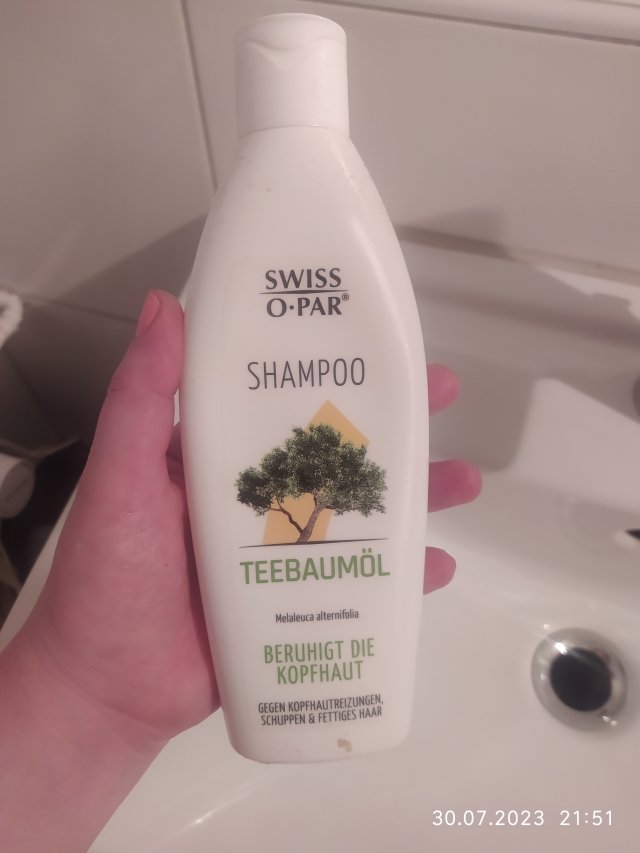 SWISS
O·PAR®
SHAMPOO
TEEBAUMÖL
Melaleuca alternifolia
BERUHIGT DIE
KOPFHAUT
GEGEN KOPFHAUTREIZUNGEN,
SCHUPPEN & FETTIGES HAAR
30.07.2023 21:51